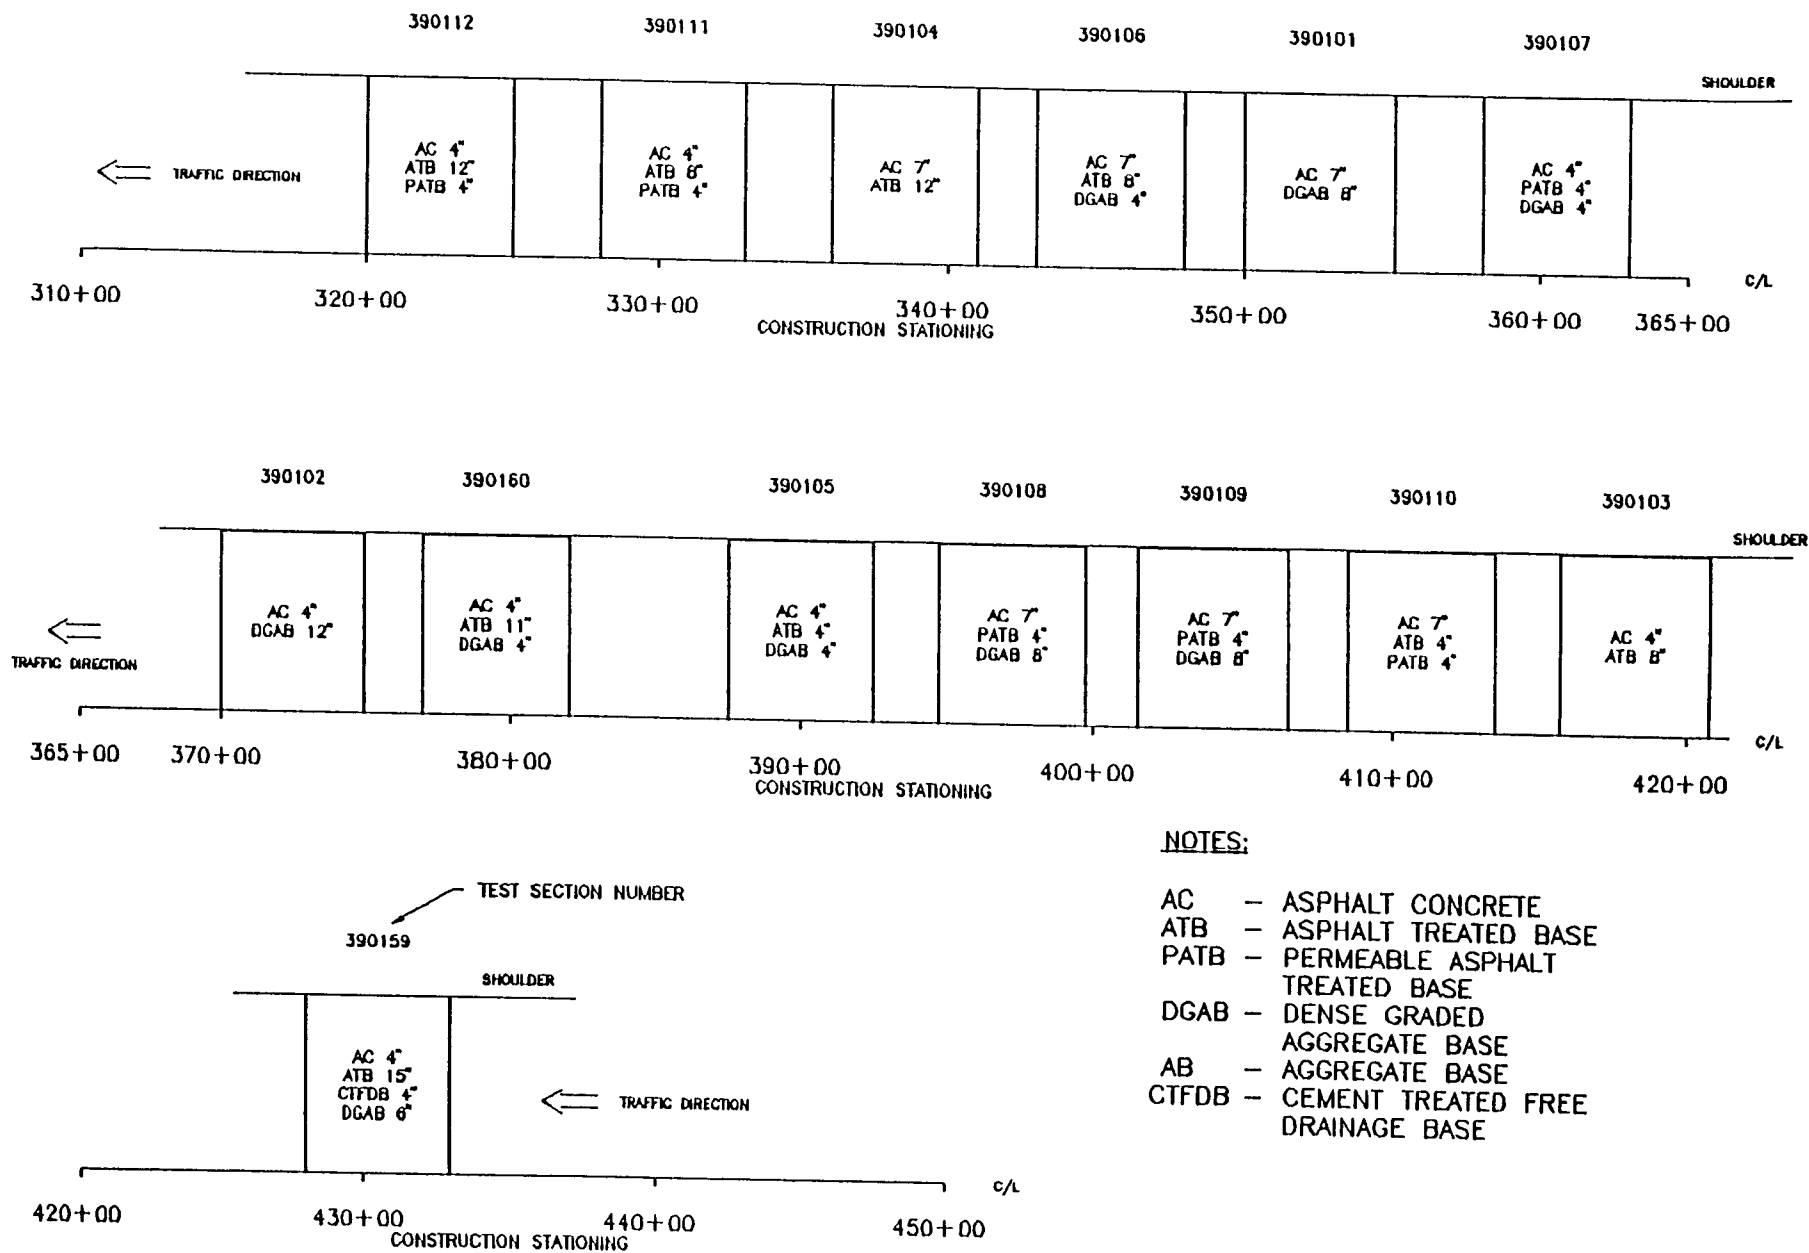 390112
390111
390104
390106
390101
390107
SHOULDER
TRAFFIC DIRECTION
AC 4"
ATB 12"
PATB 4"
AC 4"
ATB 8"
PATB 4"
AC 7"
ATB 12"
AC 7"
ATB 8"
DGAB 4"
AC 7"
DGAB 8"
AC 4"
PATB 4"
DGAB 4"
C/L
310+00
320+00
330+00
340+00
350+00
360+00
365+00
CONSTRUCTION STATIONING
390102
390160
390105
390108
390109
390110
390103
SHOULDER
TRAFFIC DIRECTION
AC 4"
DGAB 12"
AC 4"
ATB 11"
DGAB 4"
AC 4"
ATB 4"
DGAB 4"
AC 7"
PATB 4"
DGAB 8"
AC 7"
PATB 4"
DGAB 8"
AC 7"
ATB 4"
PATB 4"
AC 4"
ATB 8"
C/L
365+00
370+00
380+00
390+00
400+00
410+00
420+00
CONSTRUCTION STATIONING
TEST SECTION NUMBER
390159
SHOULDER
AC 4"
ATB 15"
CTFDB 4"
DGAB 6"
TRAFFIC DIRECTION
C/L
420+00
430+00
440+00
450+00
CONSTRUCTION STATIONING
NOTES:
AC – ASPHALT CONCRETE
ATB – ASPHALT TREATED BASE
PATB – PERMEABLE ASPHALT
TREATED BASE
DGAB – DENSE GRADED
AGGREGATE BASE
AB – AGGREGATE BASE
CTFDB – CEMENT TREATED FREE
DRAINAGE BASE